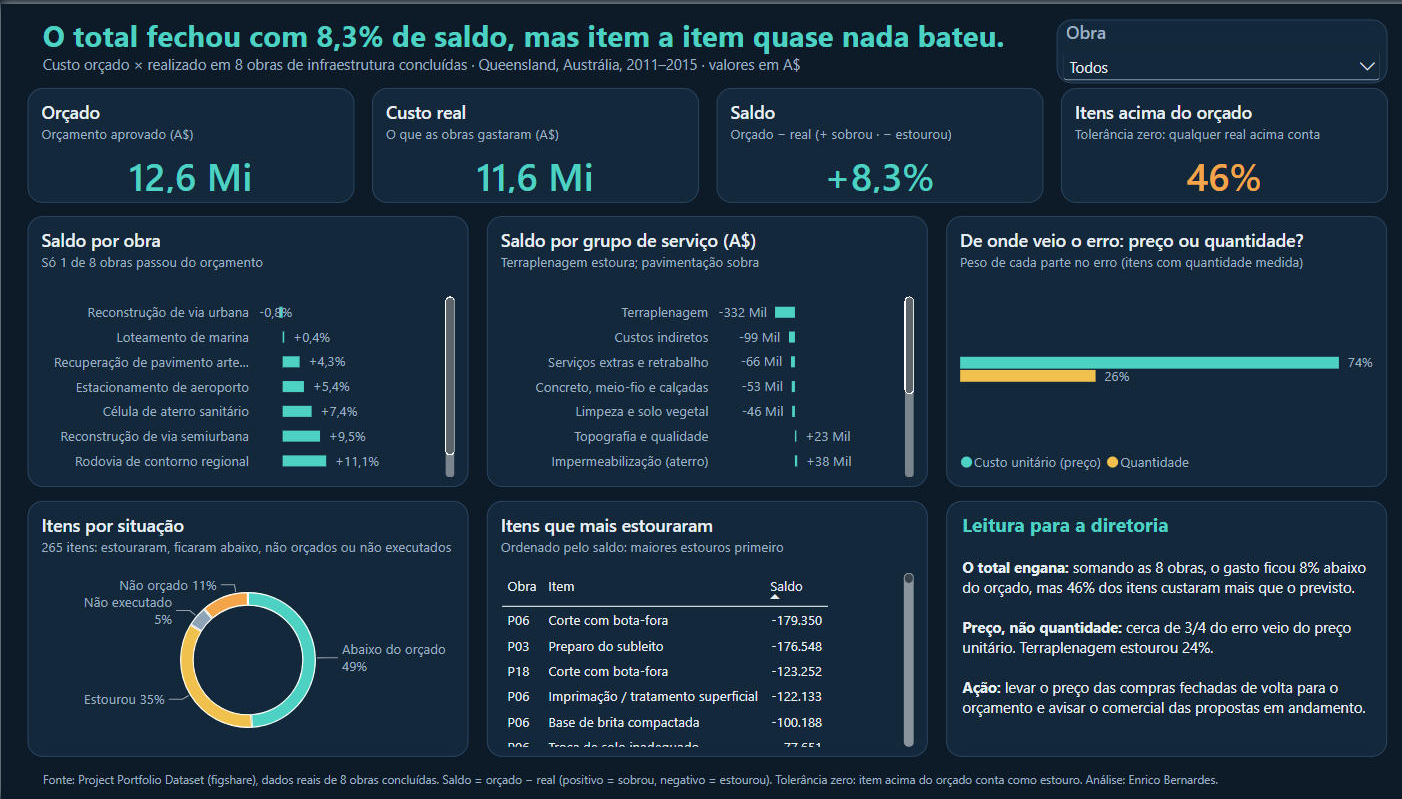 O total fechou com 8,3% de saldo, mas item a item quase nada bateu.
Custo orçado × realizado em 8 obras de infraestrutura concluídas · Queensland, Austrália, 2011–2015 · valores em A$
Obra
Todos
Orçado
Orçamento aprovado (A$)
12,6 Mi
Custo real
O que as obras gastaram (A$)
11,6 Mi
Saldo
Orçado − real (+ sobrou · − estourou)
+8,3%
Itens acima do orçado
Tolerância zero: qualquer real acima conta
46%
Saldo por obra
Só 1 de 8 obras passou do orçamento
Reconstrução de via urbana -0,8%
Loteamento de marina +0,4%
Recuperação de pavimento arte... +4,3%
Estacionamento de aeroporto +5,4%
Célula de aterro sanitário +7,4%
Reconstrução de via semiurbana +9,5%
Rodovia de contorno regional +11,1%
Saldo por grupo de serviço (A$)
Terraplenagem estoura; pavimentação sobra
Terraplenagem -332 Mil
Custos indiretos -99 Mil
Serviços extras e retrabalho -66 Mil
Concreto, meio-fio e calçadas -53 Mil
Limpeza e solo vegetal -46 Mil
Topografia e qualidade +23 Mil
Impermeabilização (aterro) +38 Mil
De onde veio o erro: preço ou quantidade?
Peso de cada parte no erro (itens com quantidade medida)
74%
26%
Custo unitário (preço) Quantidade
Itens por situação
265 itens: estouraram, ficaram abaixo, não orçados ou não executados
Não orçado 11%
Não executado
5%
Abaixo do orçado
49%
Estourou 35%
Itens que mais estouraram
Ordenado pelo saldo: maiores estouros primeiro
Obra Item Saldo
P06 Corte com bota-fora -179.350
P03 Preparo do subleito -176.548
P18 Corte com bota-fora -123.252
P06 Imprimação / tratamento superficial -122.133
P06 Base de brita compactada -100.188
P06 Troca de solo inadequado -77.651
Leitura para a diretoria
O total engana: somando as 8 obras, o gasto ficou 8% abaixo
do orçado, mas 46% dos itens custaram mais que o previsto.
Preço, não quantidade: cerca de 3/4 do erro veio do preço
unitário. Terraplenagem estourou 24%.
Ação: levar o preço das compras fechadas de volta para o
orçamento e avisar o comercial das propostas em andamento.
Fonte: Project Portfolio Dataset (figshare), dados reais de 8 obras concluídas. Saldo = orçado − real (positivo = sobrou, negativo = estourou). Tolerância zero: item acima do orçado conta como estouro. Análise: Enrico Bernardes.